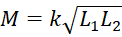 M = k√L₁L₂